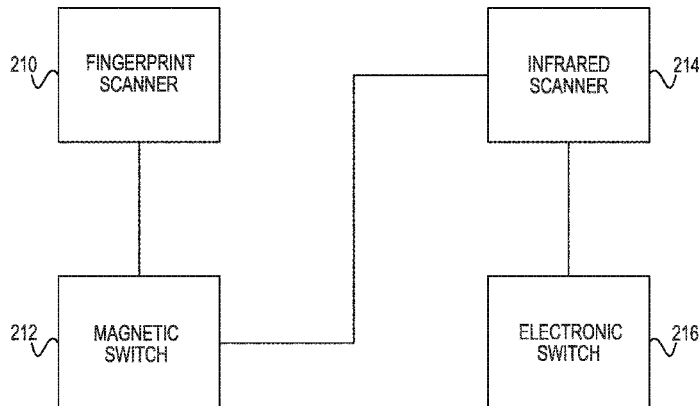 210
FINGERPRINT
SCANNER
INFRARED
SCANNER
214
212
MAGNETIC
SWITCH
ELECTRONIC
SWITCH
216